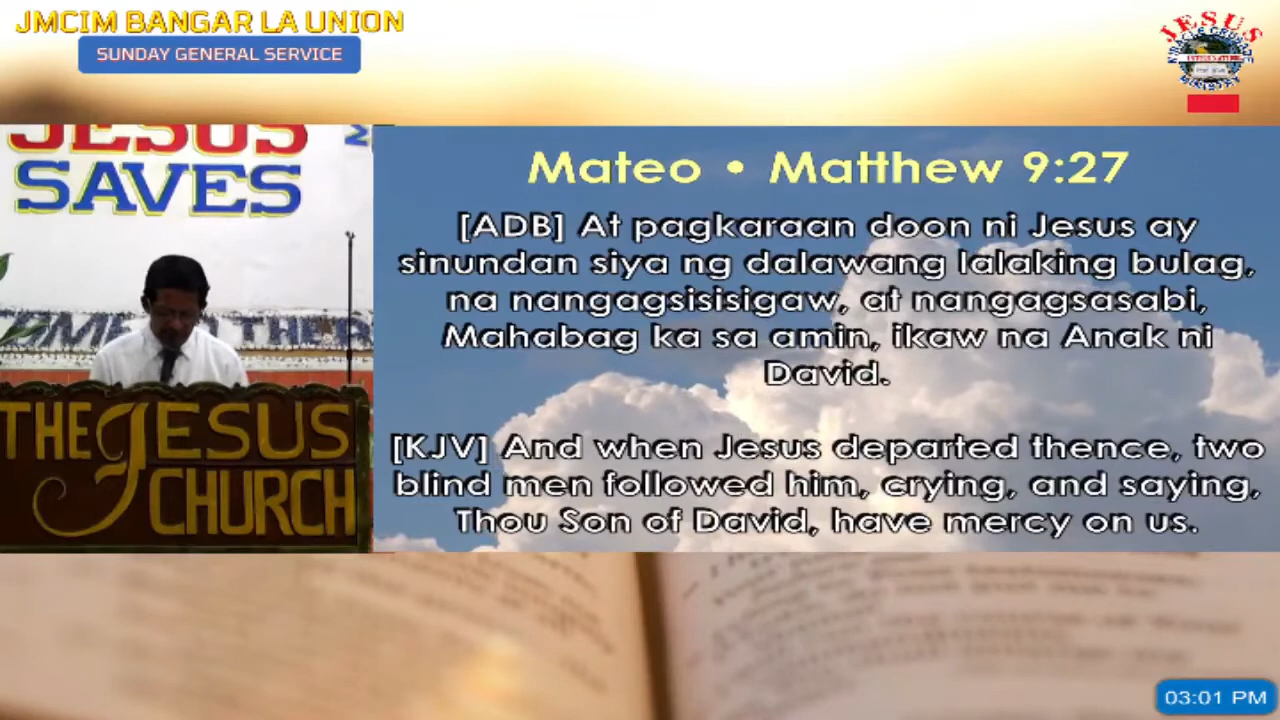 JMCIM BANGAR LA UNION
SUNDAY GENERAL SERVICE
JESUS
JESUS
SAVES
THE JESUS
CHURCH
Mateo • Matthew 9:27
[ADB] At pagkaraan doon ni Jesus ay
sinundan siya ng dalawang lalaking bulag,
na nangagsisisigaw, at nangagsasabi,
Mahabag ka sa amin, ikaw na Anak ni
David.
[KJV] And when Jesus departed thence, two
blind men followed him, crying, and saying,
Thou Son of David, have mercy on us.
03:01 PM